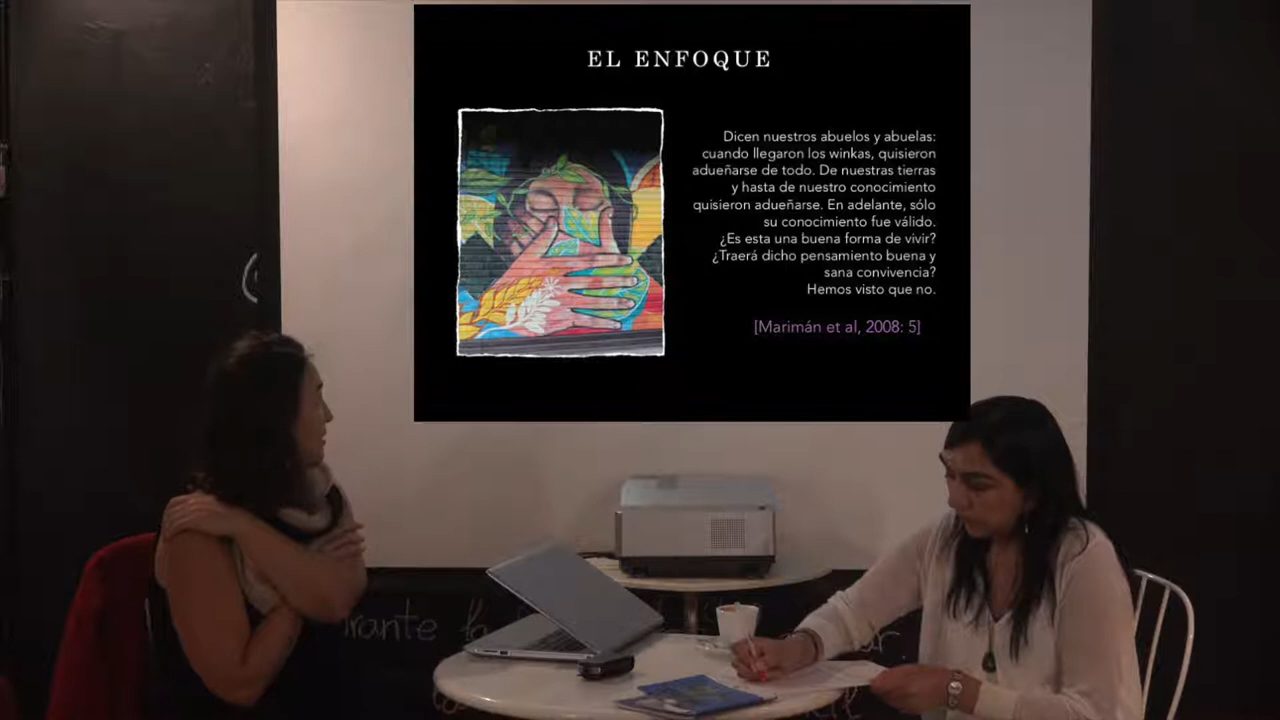 EL ENFOQUE
Dicen nuestros abuelos y abuelas:
cuando llegaron los winkas, quisieron
adueñarse de todo. De nuestras tierras
y hasta de nuestro conocimiento
quisieron adueñarse. En adelante, sólo
su conocimiento fue válido.
¿Es esta una buena forma de vivir?
¿Traerá dicho pensamiento buena y
sana convivencia?
Hemos visto que no.
[Marimán et al, 2008: 5]